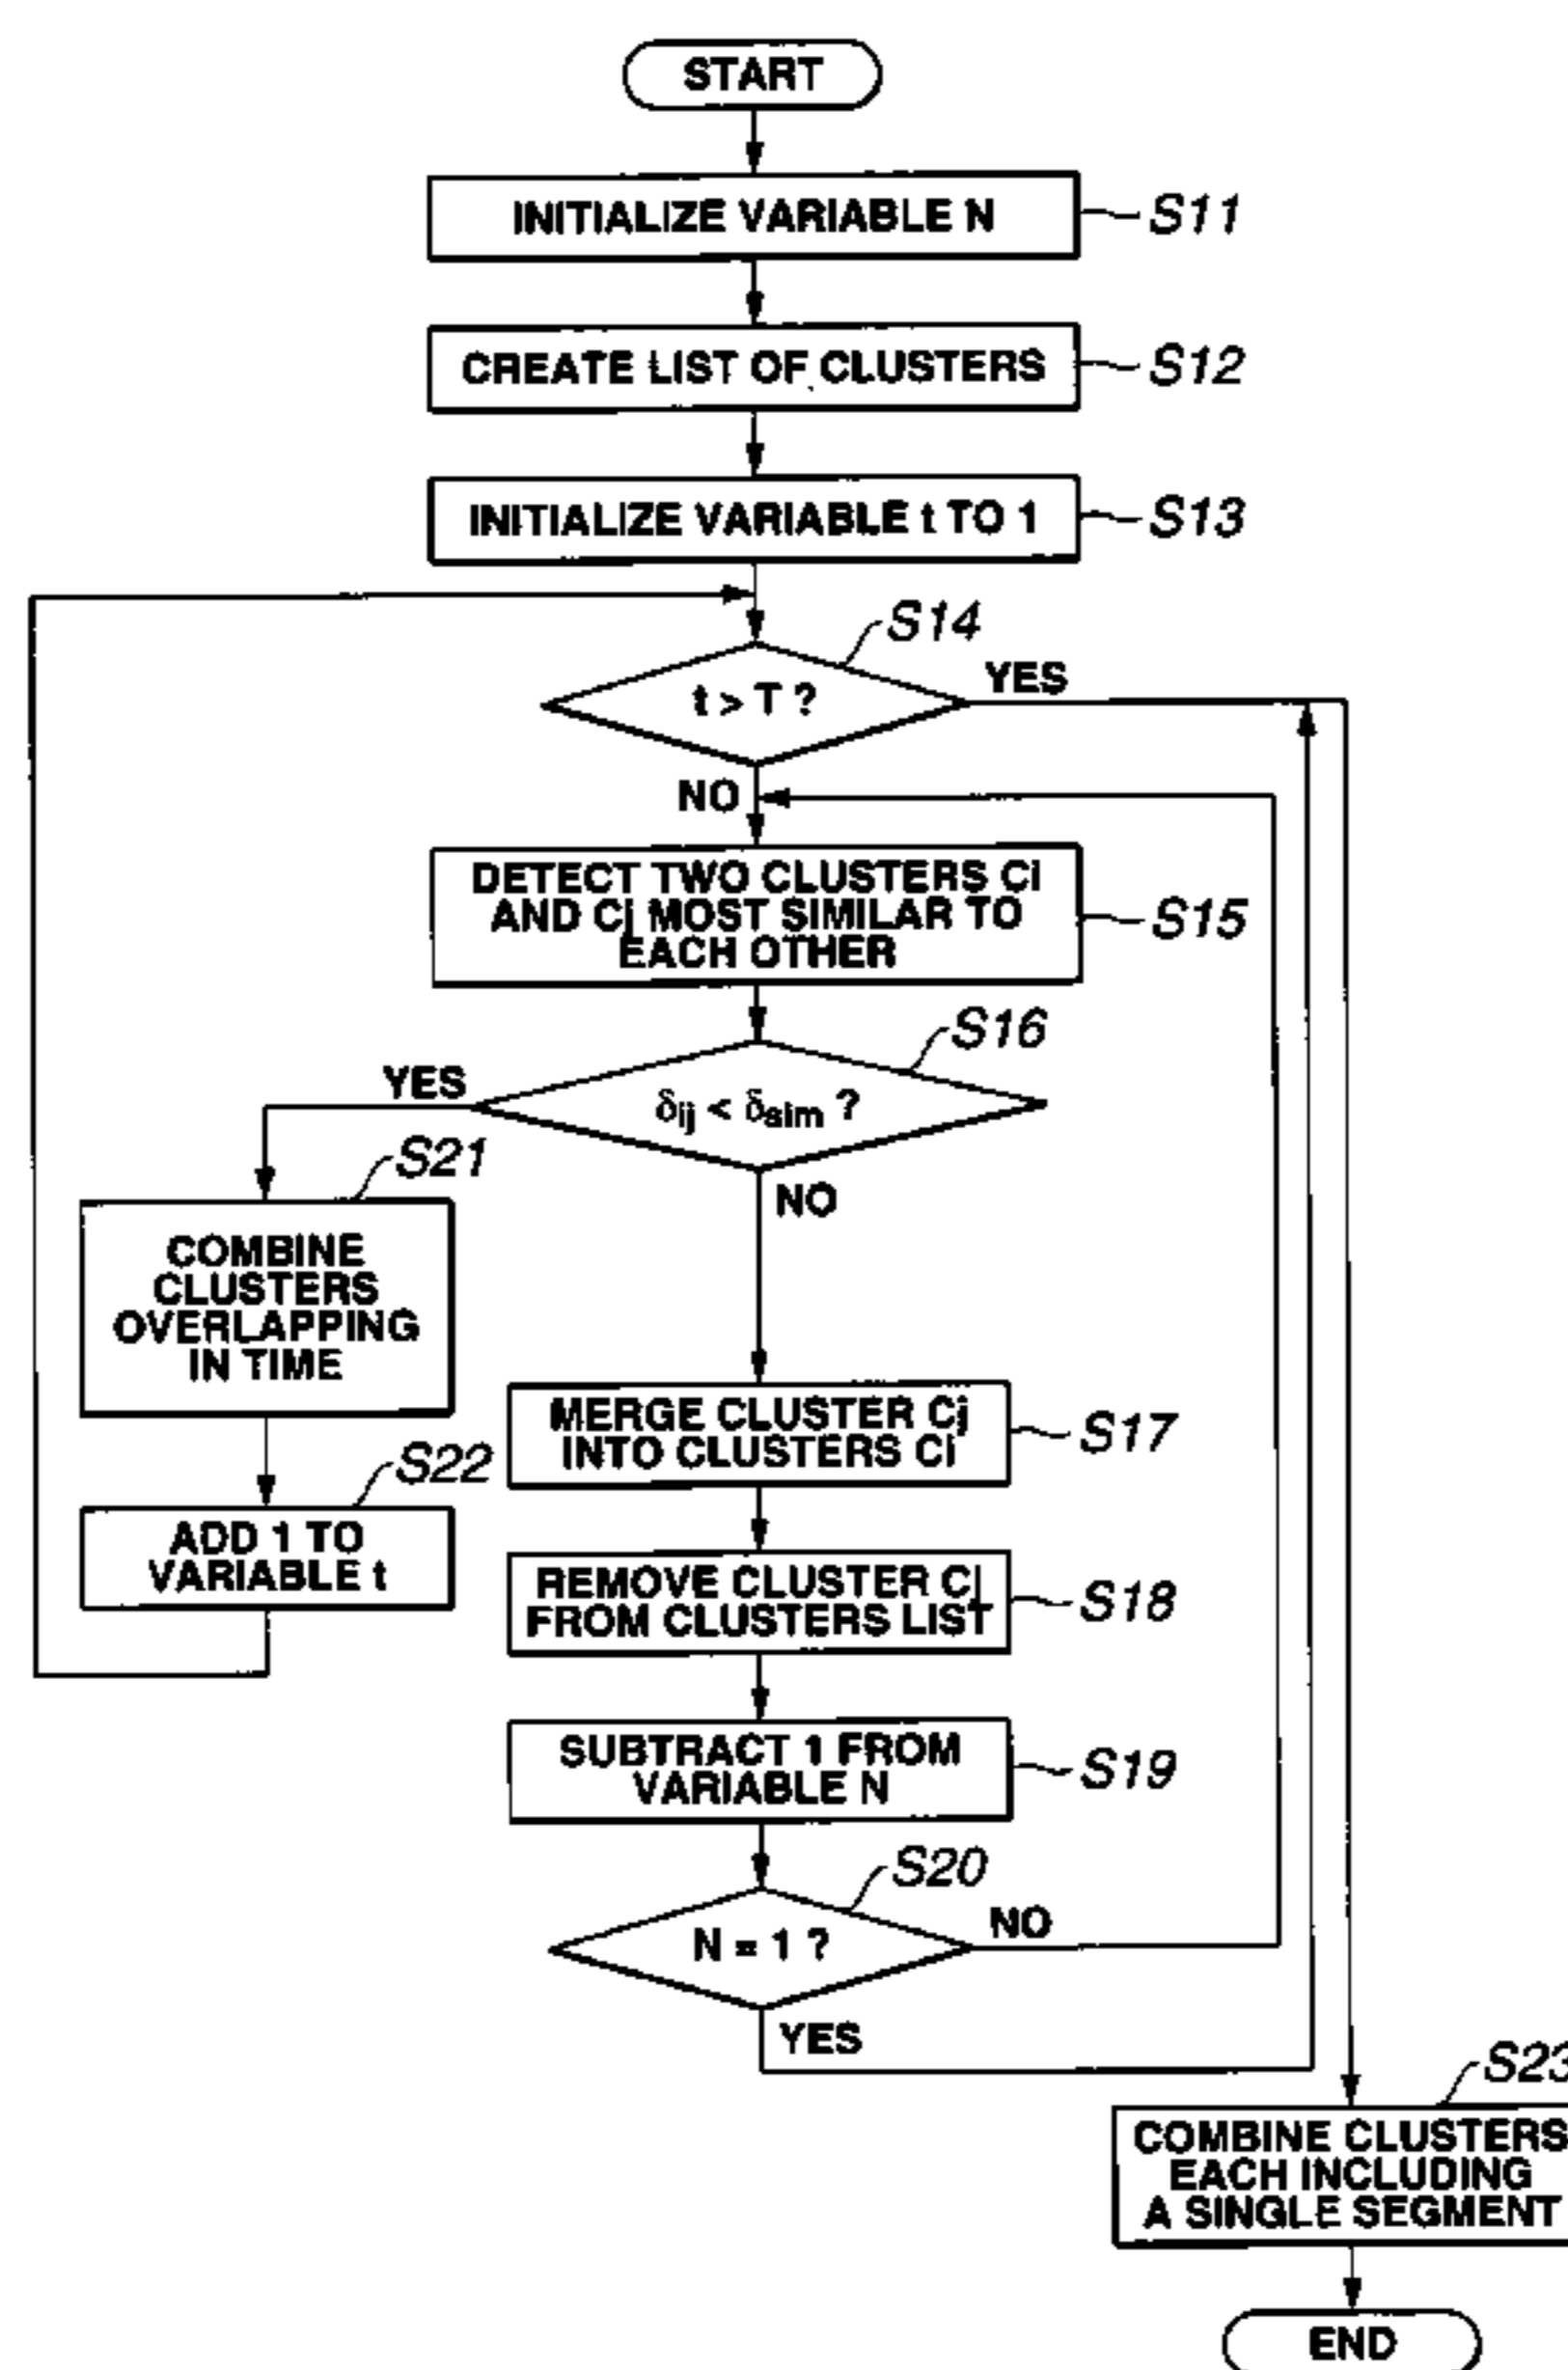 START
INITIALIZE VARIABLE N
S11
CREATE LIST OF CLUSTERS
S12
INITIALIZE VARIABLE t TO 1
S13
S14
t > T ?
YES
NO
DETECT TWO CLUSTERS Ci
AND Cj MOST SIMILAR TO
EACH OTHER
S15
S16
YES
δij < δsim ?
NO
S21
COMBINE
CLUSTERS
OVERLAPPING
IN TIME
S22
ADD 1 TO
VARIABLE t
MERGE CLUSTER Cj
INTO CLUSTERS Ci
S17
REMOVE CLUSTER Cj
FROM CLUSTERS LIST
S18
SUBTRACT 1 FROM
VARIABLE N
S19
S20
N = 1 ?
NO
YES
S23
COMBINE CLUSTERS
EACH INCLUDING
A SINGLE SEGMENT
END